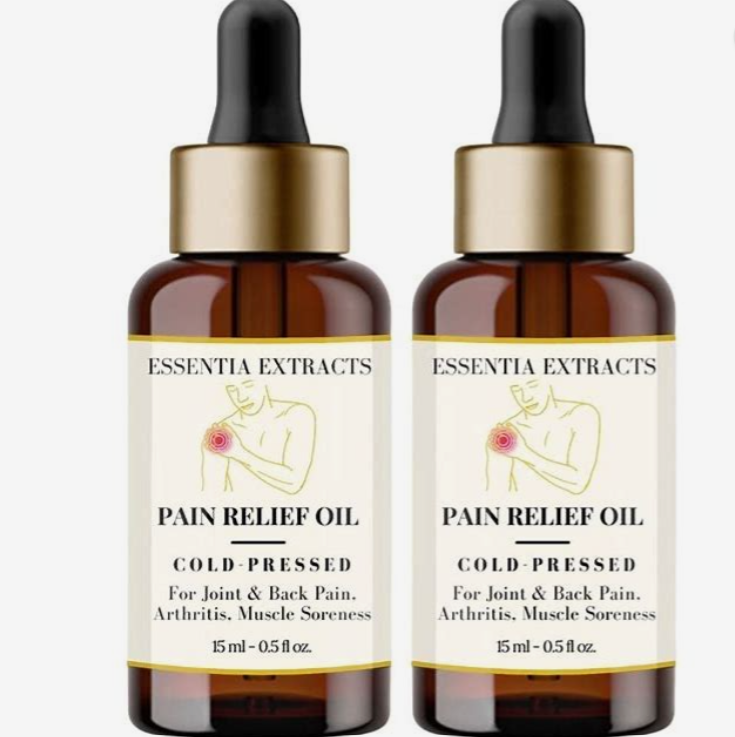 ESSENTIA EXTRACTS
PAIN RELIEF OIL
COLD-PRESSED
For Joint & Back Pain.
Arthritis. Muscle Soreness
15 ml - 0.5 fl oz.
ESSENTIA EXTRACTS
PAIN RELIEF OIL
COLD-PRESSED
For Joint & Back Pain.
Arthritis. Muscle Soreness
15 ml - 0.5 fl oz.